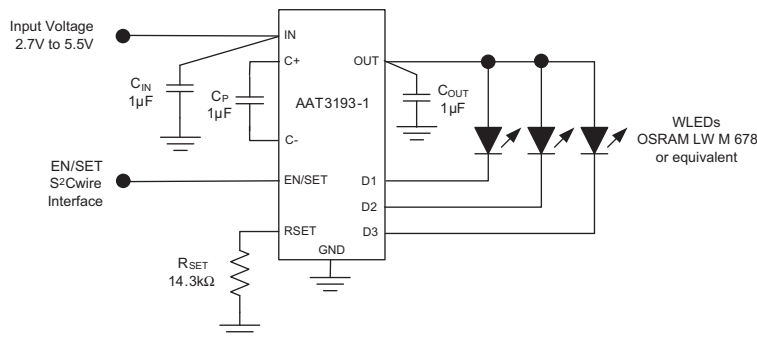 Input Voltage
2.7V to 5.5V
IN
C+
OUT
CIN
1µF
CP
1µF
AAT3193-1
COUT
1µF
C-
WLEDs
OSRAM LW M 678
or equivalent
EN/SET
S²Cwire
Interface
EN/SET
D1
D2
RSET
D3
GND
RSET
14.3kΩ